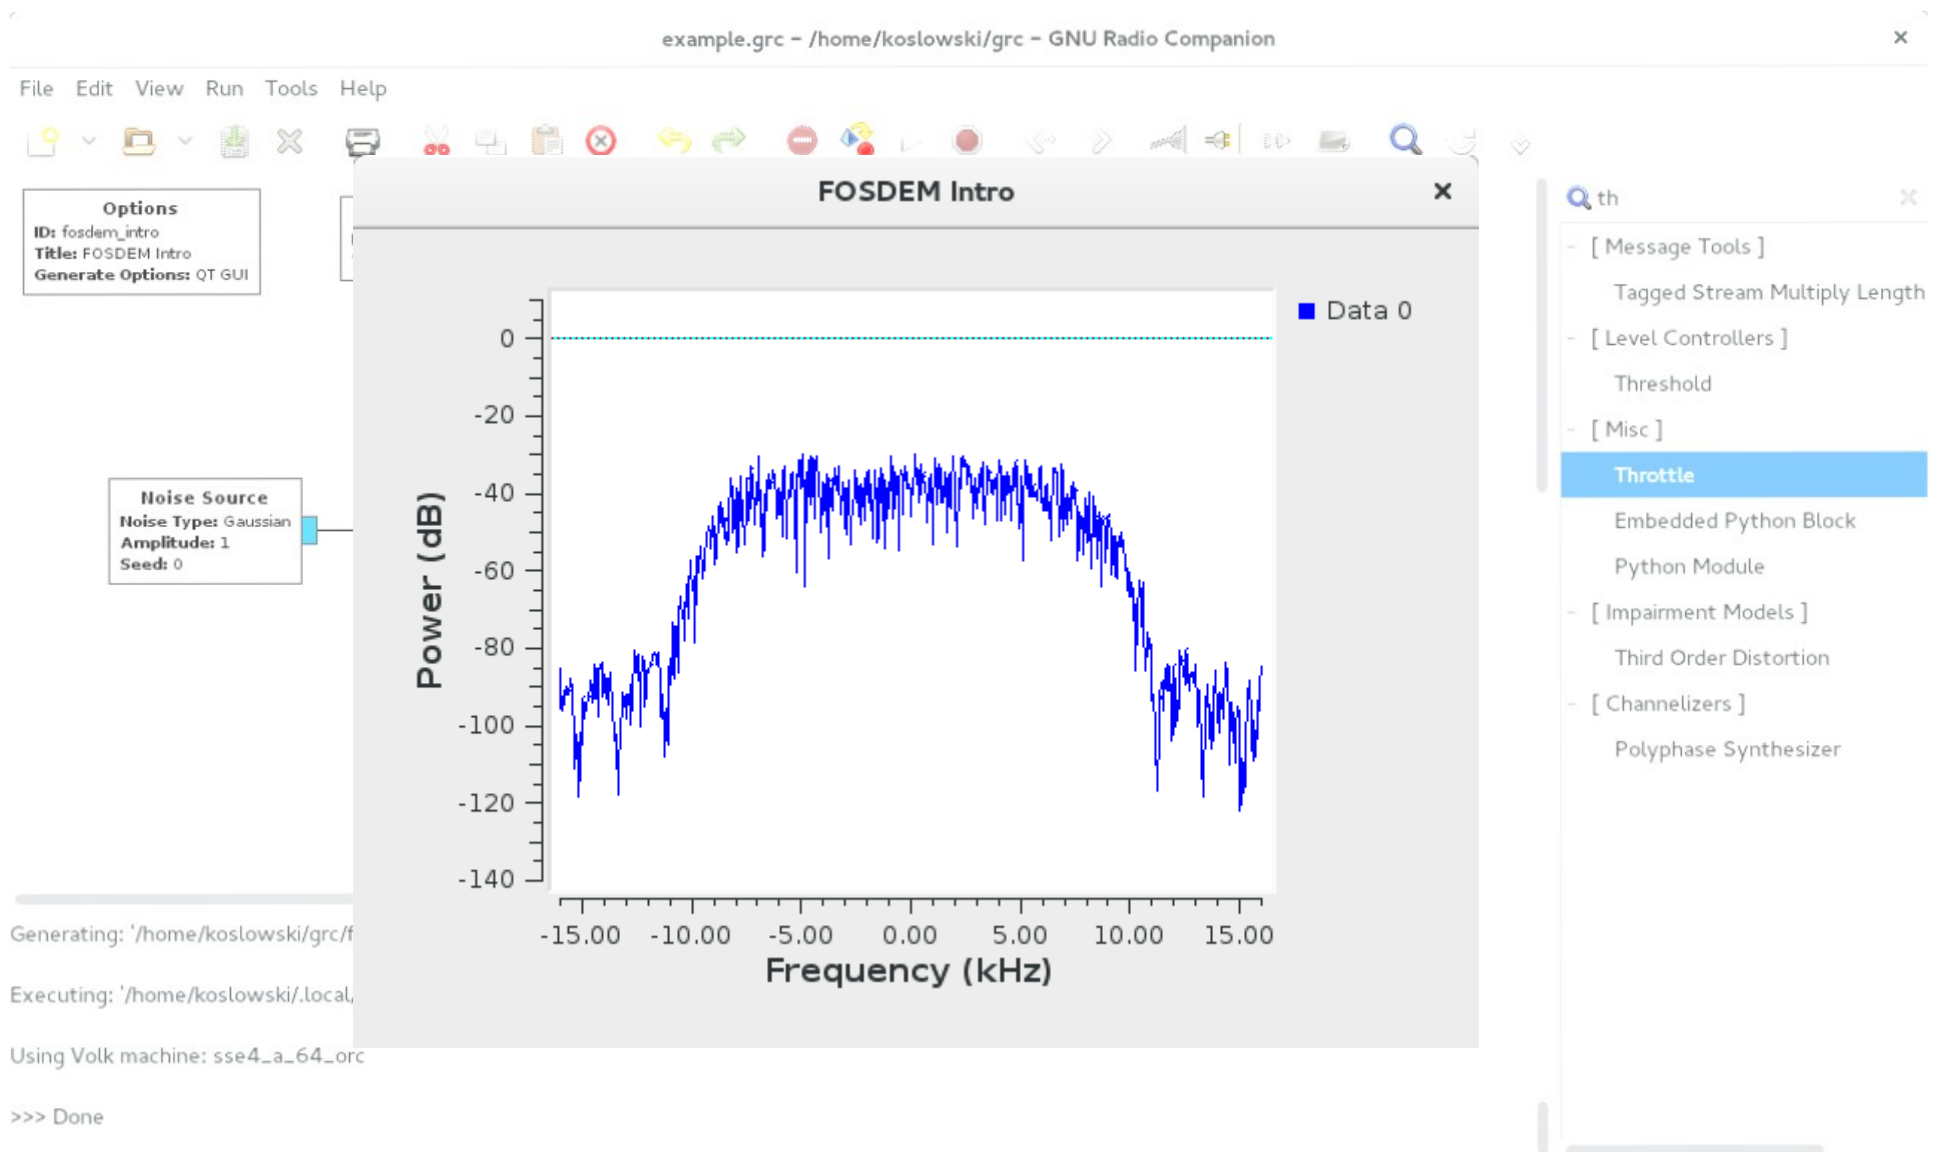 example.grc – /home/koslowski/grc – GNU Radio Companion
File Edit View Run Tools Help
Options
ID: fosdem_intro
Title: FOSDEM Intro
Generate Options: QT GUI
Noise Source
Noise Type: Gaussian
Amplitude: 1
Seed: 0
FOSDEM Intro
Data 0
0
-20
-40
-60
-80
-100
-120
-140
Power (dB)
-15.00 -10.00 -5.00 0.00 5.00 10.00 15.00
Frequency (kHz)
th
[ Message Tools ]
Tagged Stream Multiply Length
[ Level Controllers ]
Threshold
[ Misc ]
Throttle
Embedded Python Block
Python Module
[ Impairment Models ]
Third Order Distortion
[ Channelizers ]
Polyphase Synthesizer
Generating: '/home/koslowski/grc/f
Executing: '/home/koslowski/.local/
Using Volk machine: sse4_a_64_orc
>>> Done